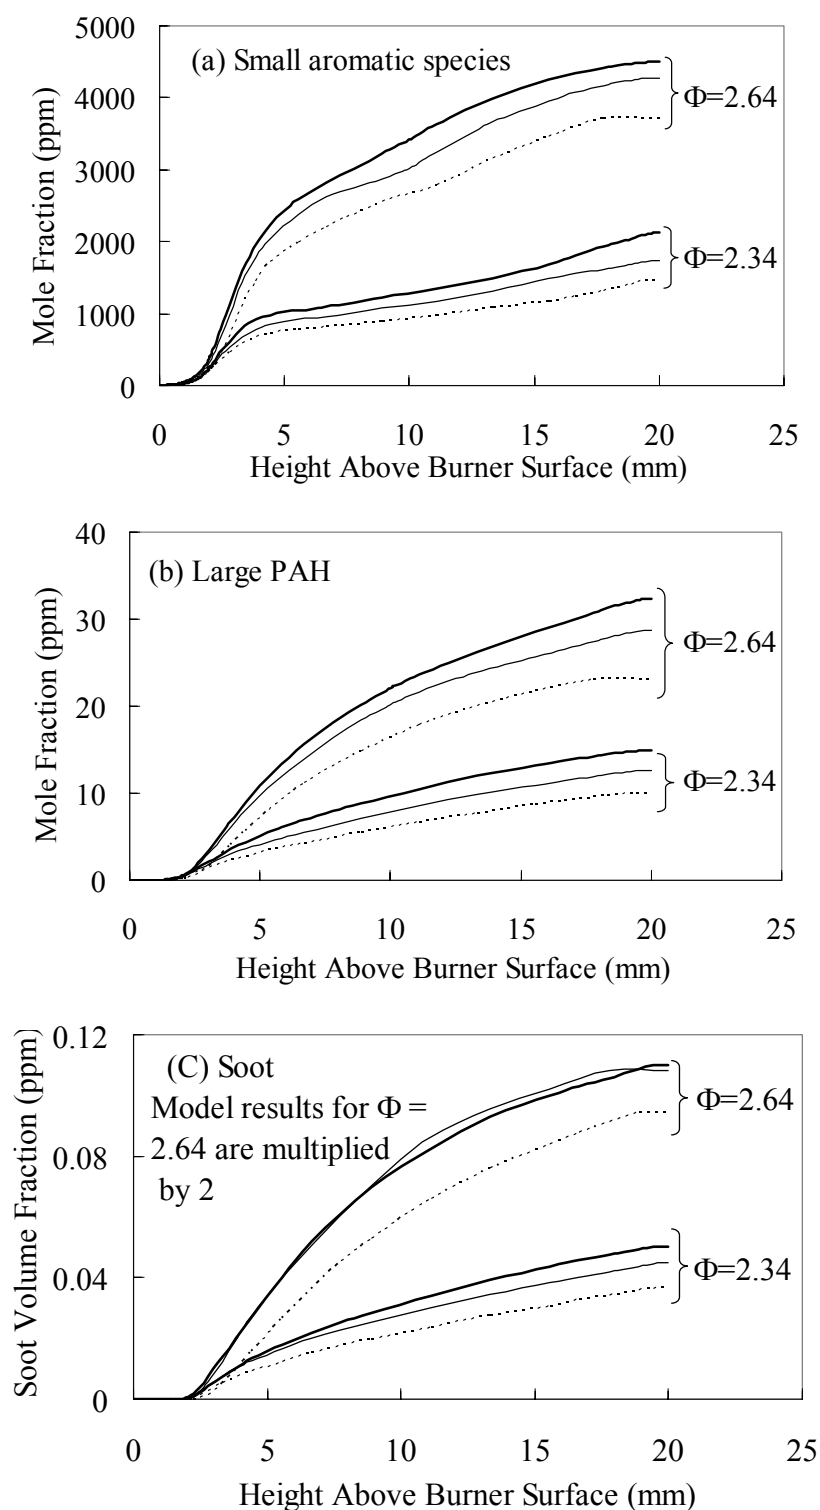 (a) Small aromatic species
5000
4000
3000
2000
1000
0
Mole Fraction (ppm)
Φ=2.64
Φ=2.34
0 5 10 15 20 25
Height Above Burner Surface (mm)
(b) Large PAH
40
30
20
10
0
Mole Fraction (ppm)
Φ=2.64
Φ=2.34
0 5 10 15 20 25
Height Above Burner Surface (mm)
(C) Soot
Model results for Φ =
2.64 are multiplied
by 2
0.12
0.08
0.04
0
Soot Volume Fraction (ppm)
Φ=2.64
Φ=2.34
0 5 10 15 20 25
Height Above Burner Surface (mm)